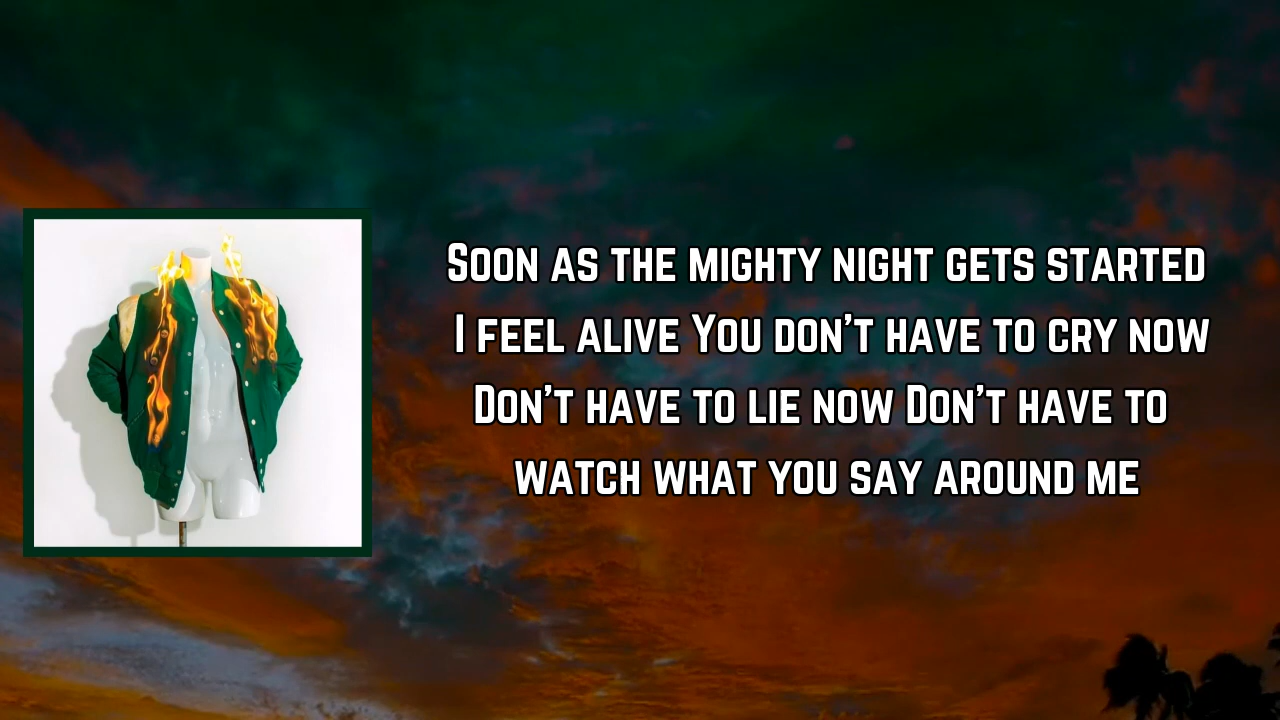 Soon as the mighty night gets started
I feel alive You don't have to cry now
Don't have to lie now Don't have to
watch what you say around me